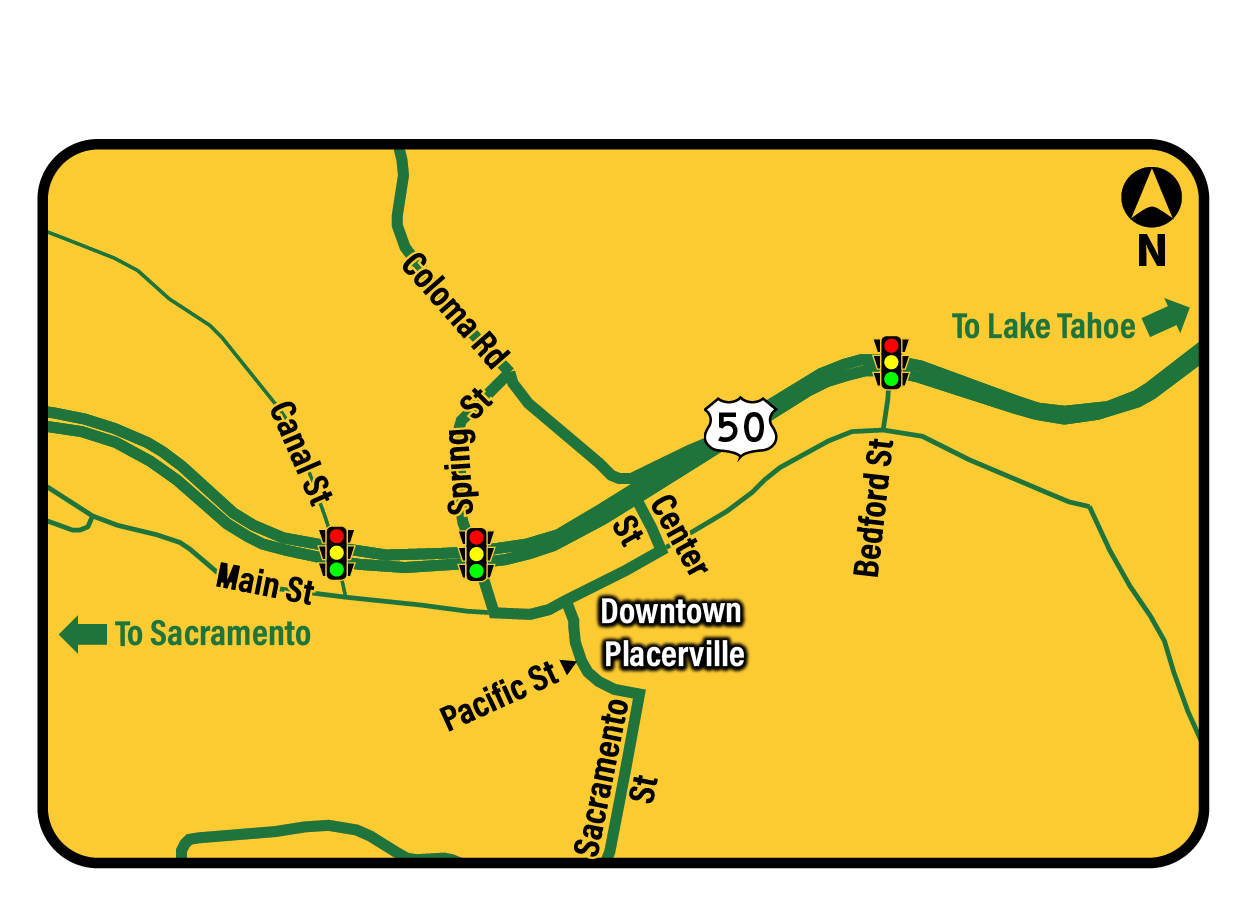 N
Coloma Rd
To Lake Tahoe
Spring St
Canal St
50
Center St
Bedford St
Main St
Downtown
Placerville
To Sacramento
Pacific St
Sacramento St